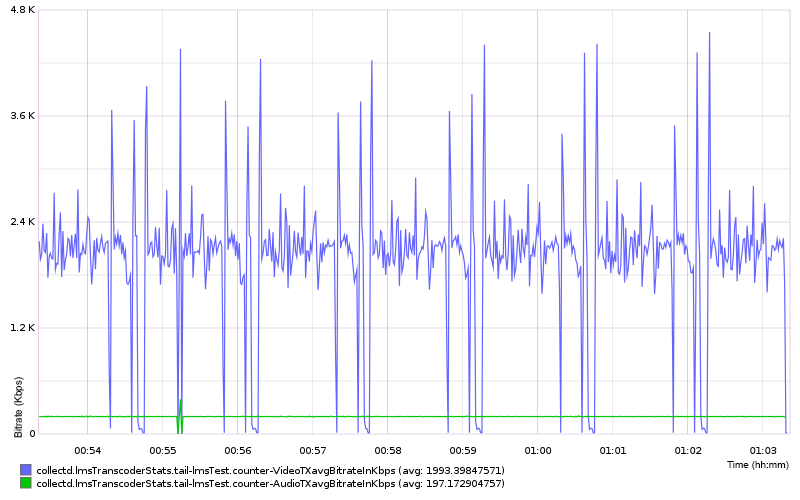 4.8 K
3.6 K
2.4 K
1.2 K
0
Bitrate (Kbps)
00:54 00:55 00:56 00:57 00:58 00:59 01:00 01:01 01:02 01:03
Time (hh:mm)
collectd.lmsTranscoderStats.tail-lmsTest.counter-VideoTXavgBitrateInKbps (avg: 1993.39847571)
collectd.lmsTranscoderStats.tail-lmsTest.counter-AudioTXavgBitrateInKbps (avg: 197.172904757)